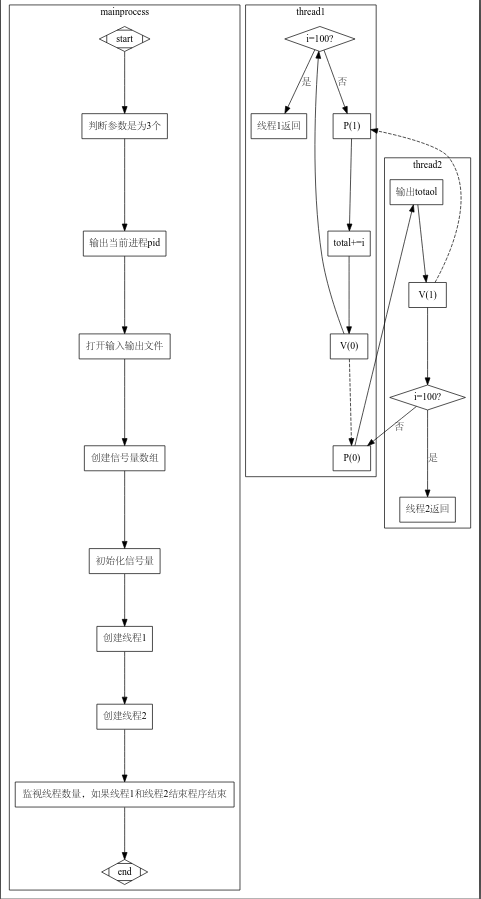 mainprocess
start
判断参数是为3个
输出当前进程pid
打开输入输出文件
创建信号量数组
初始化信号量
创建线程1
创建线程2
监视线程数量，如果线程1和线程2结束程序结束
end
thread1
i=100?
是
否
线程1返回
P(1)
total+=i
V(0)
P(0)
thread2
输出totaol
V(1)
i=100?
否
是
线程2返回